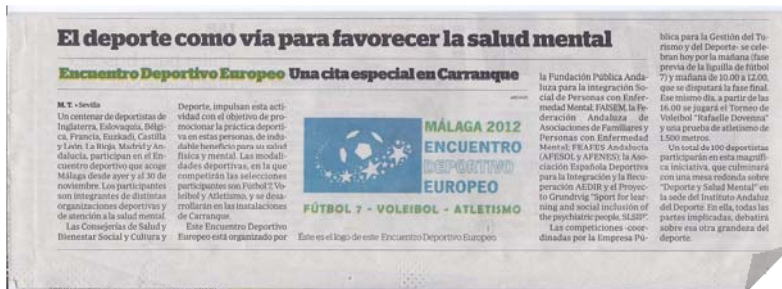 El deporte como vía para favorecer la salud mental
Encuentro Deportivo Europeo Una cita especial en Carranque
M. T. • Sevilla
Un centenar de deportistas de
Inglaterra, Eslovaquia, Bélgi-
ca, Francia, Euzkadi, Castilla
y León, La Rioja, Madrid y An-
dalucía, participan en el En-
cuentro deportivo que acoge
Málaga desde ayer y el 30 de
noviembre. Los participantes
son integrantes de distintas
organizaciones deportivas y
de atención a la salud mental.
Las Consejerías de Salud y
Bienestar Social y Cultura y
Deporte, impulsan esta acti-
vidad con el objetivo de pro-
mocionar la práctica deporti-
va en estas personas, de indu-
dable beneficio para su salud
física y mental. Las modali-
dades deportivas, en la que
competirán las selecciones
participantes son Fútbol 7, Vo-
leibol y Atletismo, y se desa-
rrollarán en las instalaciones
de Carranque.
Este Encuentro Deportivo
Europeo está organizado por
MÁLAGA 2012
ENCUENTRO
DEPORTIVO
EUROPEO
FÚTBOL 7 - VOLEIBOL - ATLETISMO
Este es el logo de este Encuentro Deportivo Europeo
la Fundación Pública Anda-
luza para la integración So-
cial de Personas con Enfer-
medad Mental; FAISEM, la Fe-
deración Andaluza de
Asociaciones de Familiares y
Personas con Enfermedad
Mental; FEAFES Andalucía
(AFESOL y AFENES); la Aso-
ciación Española Deportiva
para la Integración y la Recu-
peración AEDIR y el Proyec-
to Grundtvig "Sport for lear-
ning and social inclusion of
the psychiatric people, SLSIP".
Las competiciones -coor-
dinadas por la Empresa Pú-
blica para la Gestión del Tu-
rismo y del Deporte- se cele-
bran hoy por la mañana (fase
previa de la liguilla de fútbol
7) y mañana de 10.00 a 12.00,
que se disputará la fase final.
Ese mismo día, a partir de las
16.00 se jugará el Torneo de
Voleibol "Rafaelle Dovenna"
y una prueba de atletismo de
1.500 metros.
Un total de 100 deportistas
participarán en esta magnífi-
ca iniciativa, que culminará
con una mesa redonda sobre
"Deporte y Salud Mental" en
la sede del Instituto Andaluz
del Deporte. En ella, todas las
partes implicadas, debatirá
sobre esa otra grandeza del
deporte.